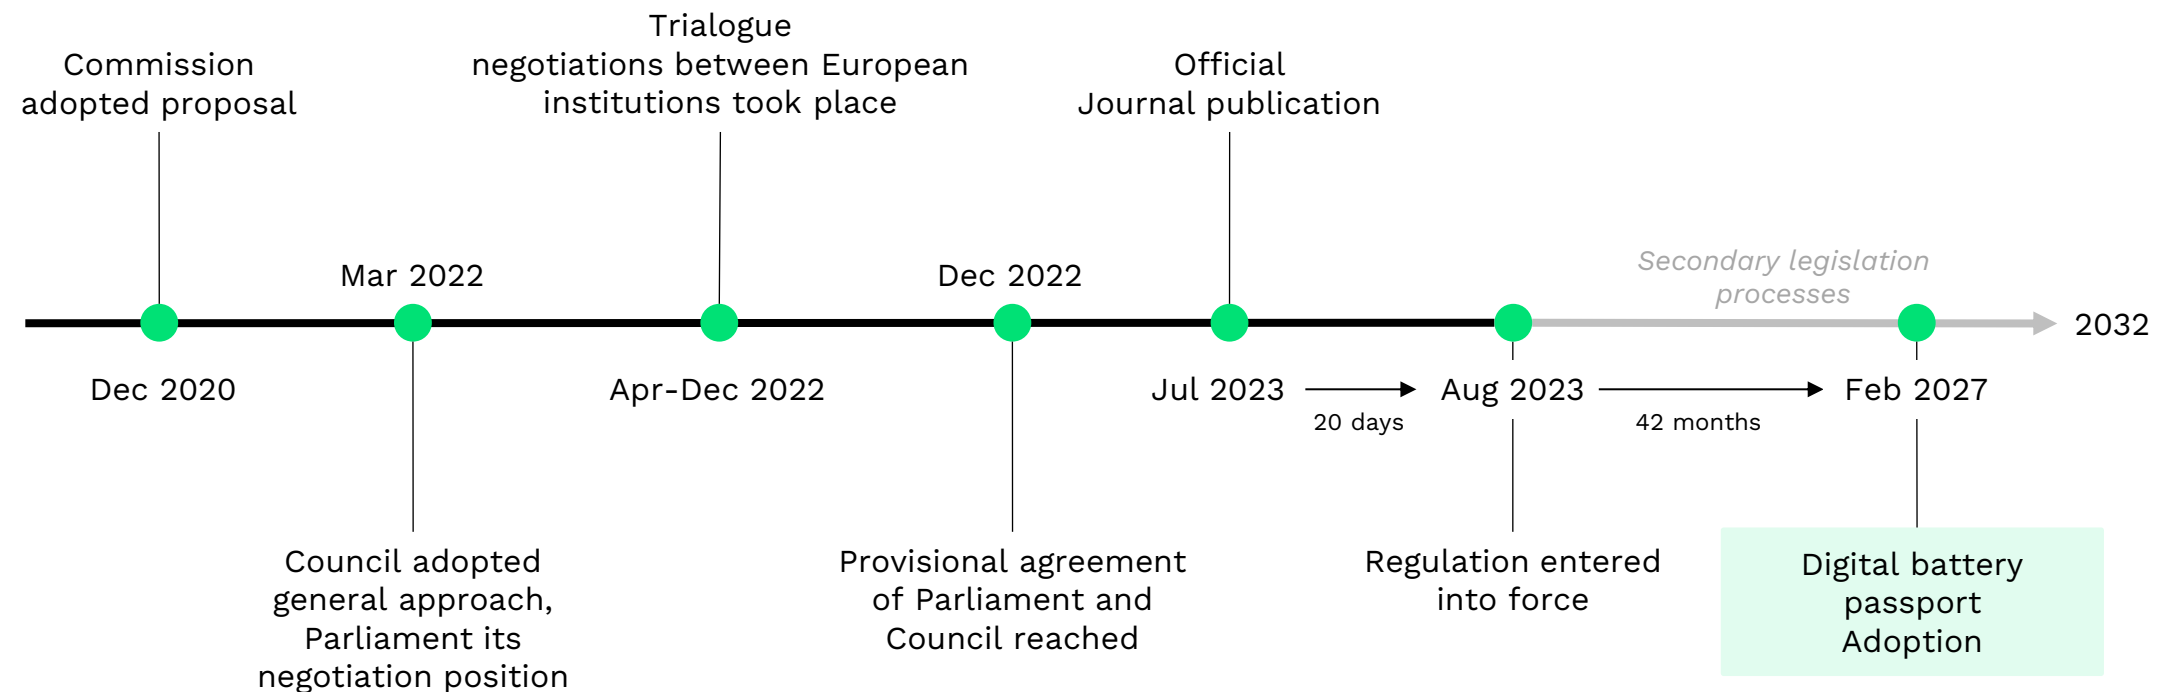 Commission
adopted proposal
Dec 2020
Mar 2022
Council adopted
general approach,
Parliament its
negotiation position
Trialogue
negotiations between European
institutions took place
Apr-Dec 2022
Dec 2022
Provisional agreement
of Parliament and
Council reached
Official
Journal publication
Jul 2023
20 days
Aug 2023
Regulation entered
into force
42 months
Secondary legislation
processes
Feb 2027
Digital battery
passport
Adoption
2032